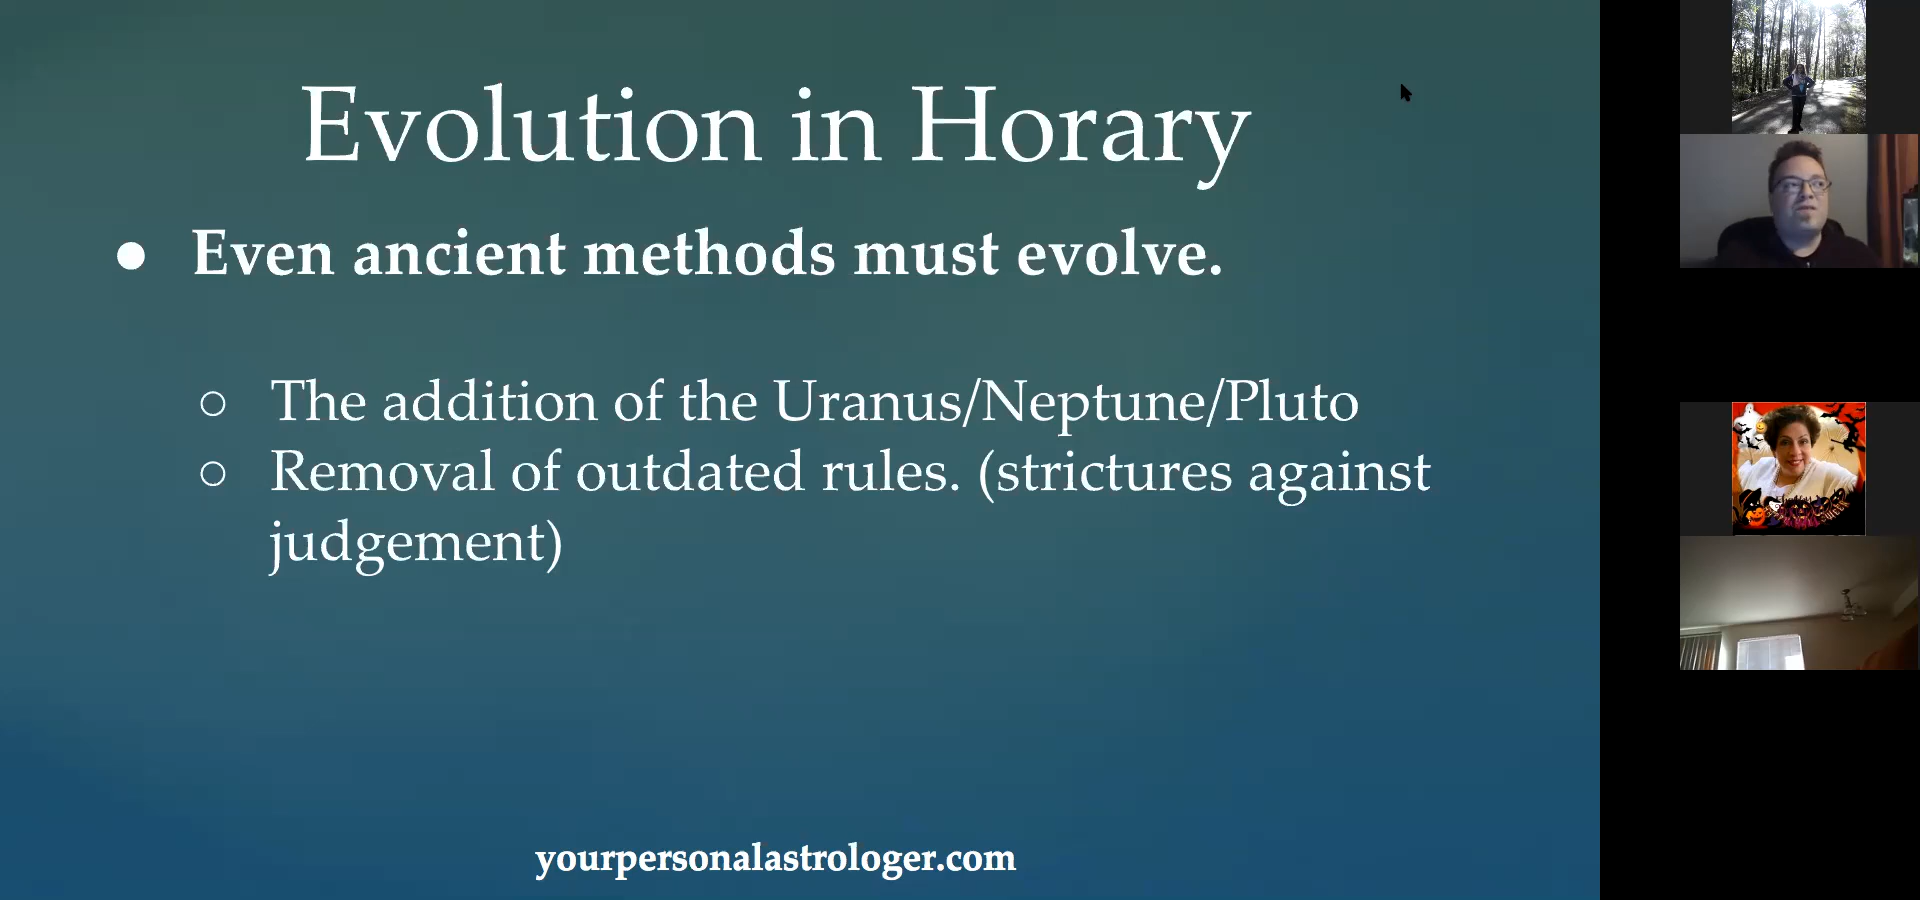 Evolution in Horary
● Even ancient methods must evolve.
○ The addition of the Uranus/Neptune/Pluto
○ Removal of outdated rules. (strictures against
judgement)
yourpersonalastrologer.com